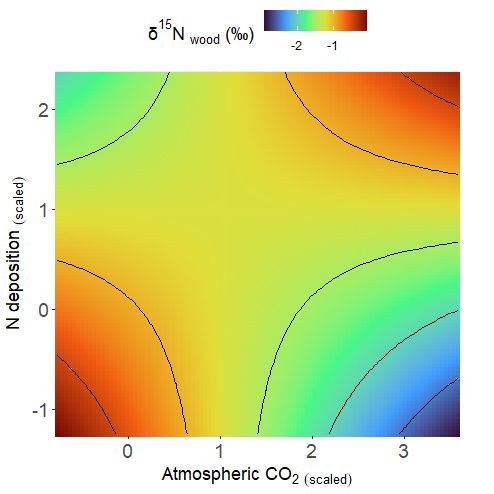 δ15N wood (‰)
-2 -1
2
1
0
-1
N deposition (scaled)
0 1 2 3
Atmospheric CO2 (scaled)